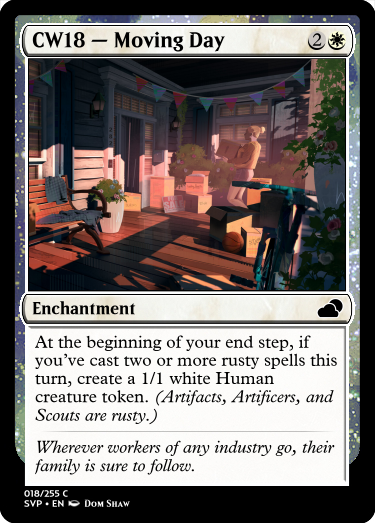 CW18 — Moving Day 2
Enchantment
At the beginning of your end step, if
you've cast two or more rusty spells this
turn, create a 1/1 white Human
creature token. (Artifacts, Artificers, and
Scouts are rusty.)
Wherever workers of any industry go, their
family is sure to follow.
018/255 C
SVP • EN Dom Shaw